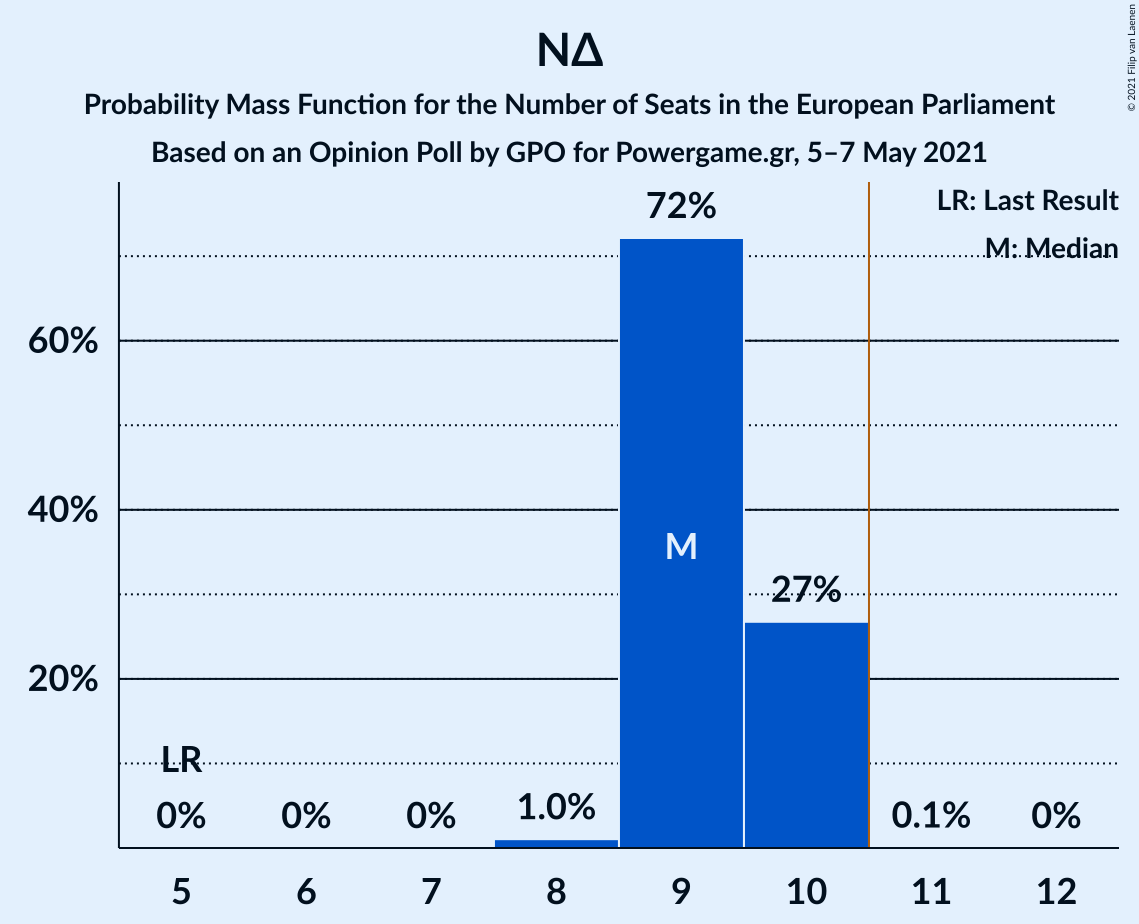 ΝΔ
Probability Mass Function for the Number of Seats in the European Parliament
Based on an Opinion Poll by GPO for Powergame.gr, 5–7 May 2021
© 2021 Filip van Laenen
LR: Last Result
M: Median
72%
60%
M
40%
27%
20%
LR
0%
0%
0%
1.0%
0.1%
0%
5
6
7
8
9
10
11
12